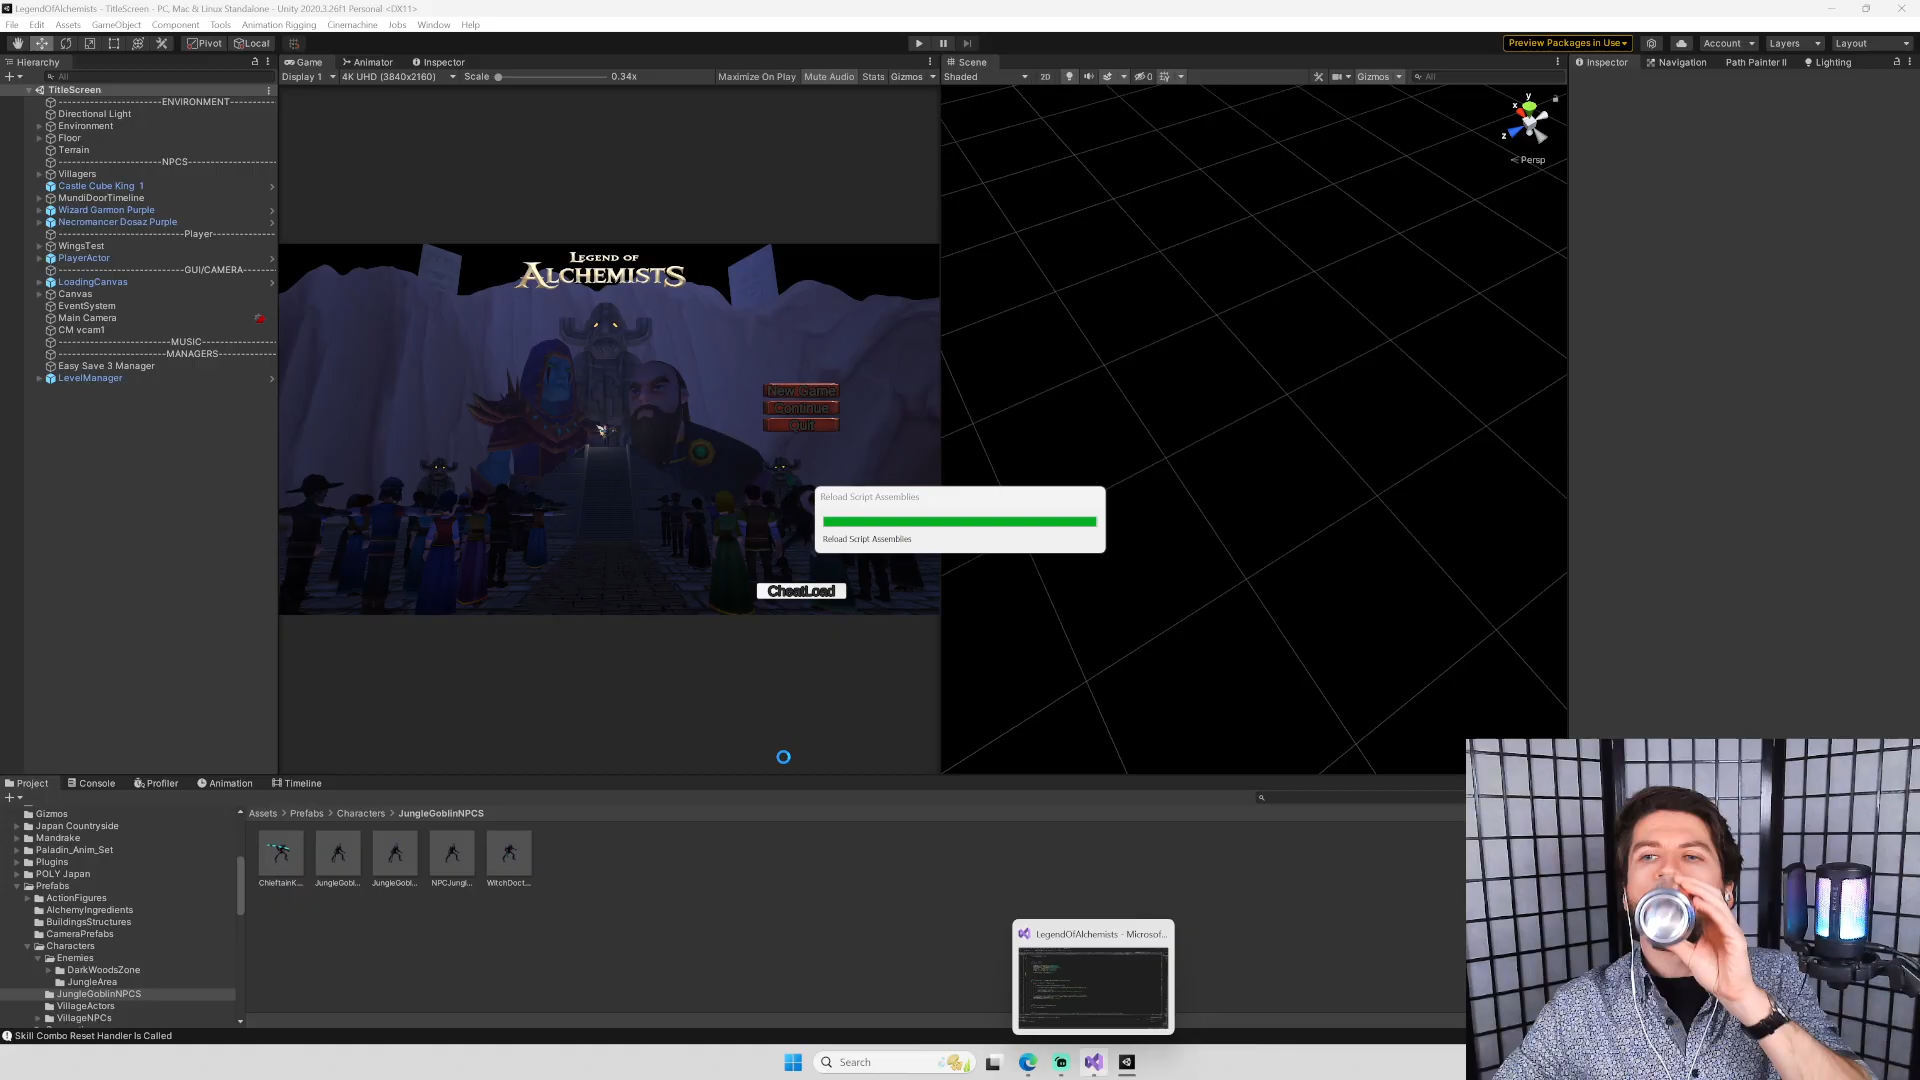 LegendOfAlchemists - TitleScreen - PC, Mac & Linux Standalone - Unity 2020.3.26f1 Personal <DX11>
File Edit Assets GameObject Component Tools Animation Rigging Cinemachine Jobs Window Help
Pivot Local Preview Packages in Use Account Layers Layout
Hierarchy Game Animator Inspector Scene Inspector Navigation Path Painter II Lighting
All Display 1 4K UHD (3840x2160) Scale 0.34x Maximize On Play Mute Audio Stats Gizmos Shaded 2D 0 Gizmos All
TitleScreen
-----------------------ENVIRONMENT----------
Directional Light
Environment
Floor
Terrain
-----------------------NPCS-------------------
Villagers
Castle Cube King 1
MundiDoorTimeline
Wizard Garmon Purple
Necromancer Dosaz Purple
----------------------------Player--------------
WingsTest
PlayerActor
----------------------------GUI/CAMERA-------
LoadingCanvas
Canvas
EventSystem
Main Camera
CM vcam1
-------------------------MUSIC----------------
------------------------MANAGERS------------
Easy Save 3 Manager
LevelManager
y
x
z
Persp
LEGEND OF
ALCHEMISTS
New Game
Continue
Quit
CheatLoad
Reload Script Assemblies
Reload Script Assemblies
Project Console Profiler Animation Timeline
Gizmos
Japan Countryside
Mandrake
Paladin_Anim_Set
Plugins
POLY Japan
Prefabs
ActionFigures
AlchemyIngredients
BuildingsStructures
CameraPrefabs
Characters
Enemies
DarkWoodsZone
JungleArea
JungleGoblinNPCS
VillageActors
VillageNPCs
Assets > Prefabs > Characters > JungleGoblinNPCS
ChieftainK... JungleGobl... JungleGobl... NPCJungl... WitchDoct...
LegendOfAlchemists - Microsof...
Skill Combo Reset Handler Is Called
Search